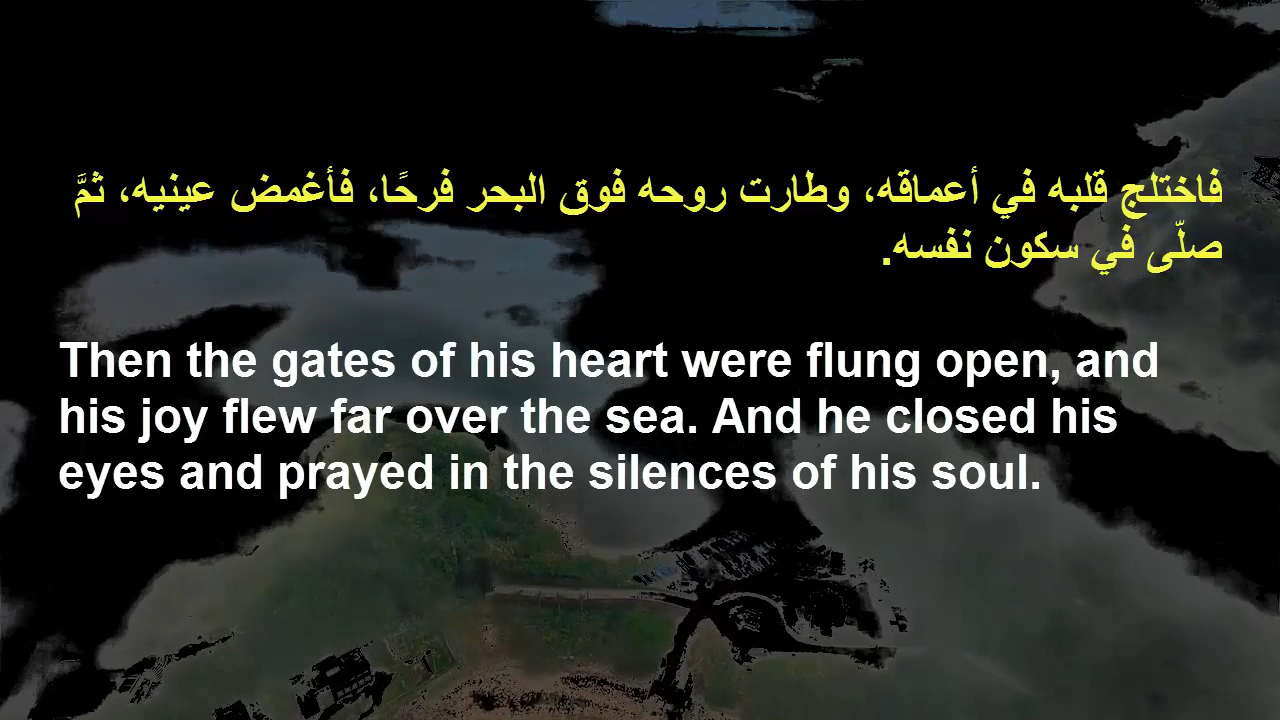 فاختلج قلبه في أعماقه، وطارت روحه فوق البحر فرحًا، فأغمض عينيه، ثمَّ
صلّى في سكون نفسه.
Then the gates of his heart were flung open, and
his joy flew far over the sea. And he closed his
eyes and prayed in the silences of his soul.